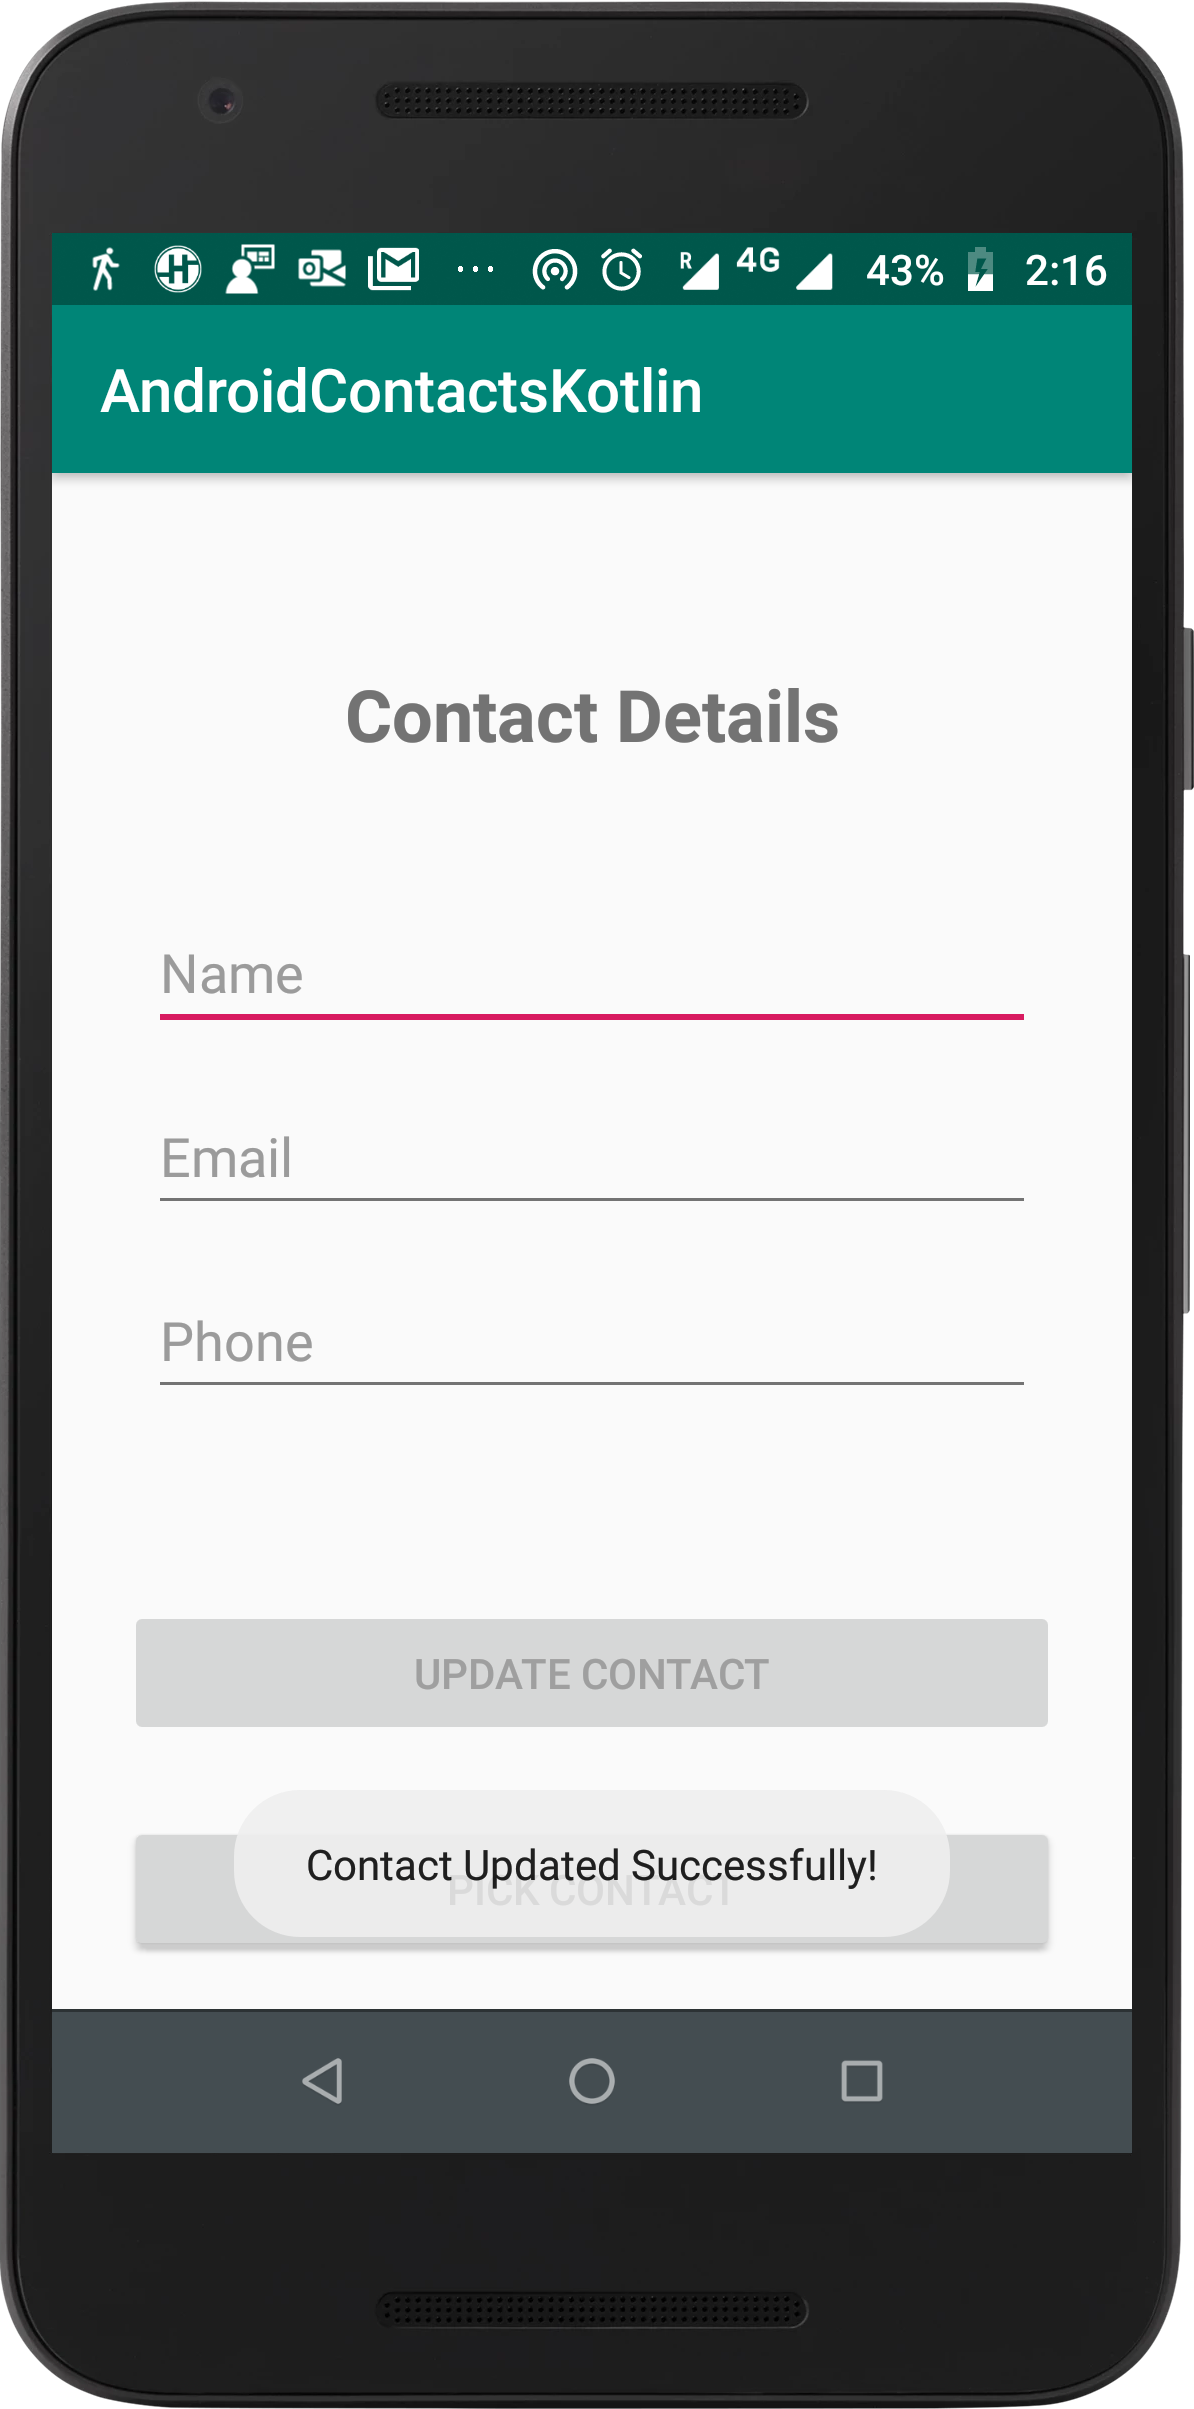 R 4G 43% 2:16
AndroidContactsKotlin
Contact Details
Name
Email
Phone
UPDATE CONTACT
Contact Updated Successfully!
PICK CONTACT